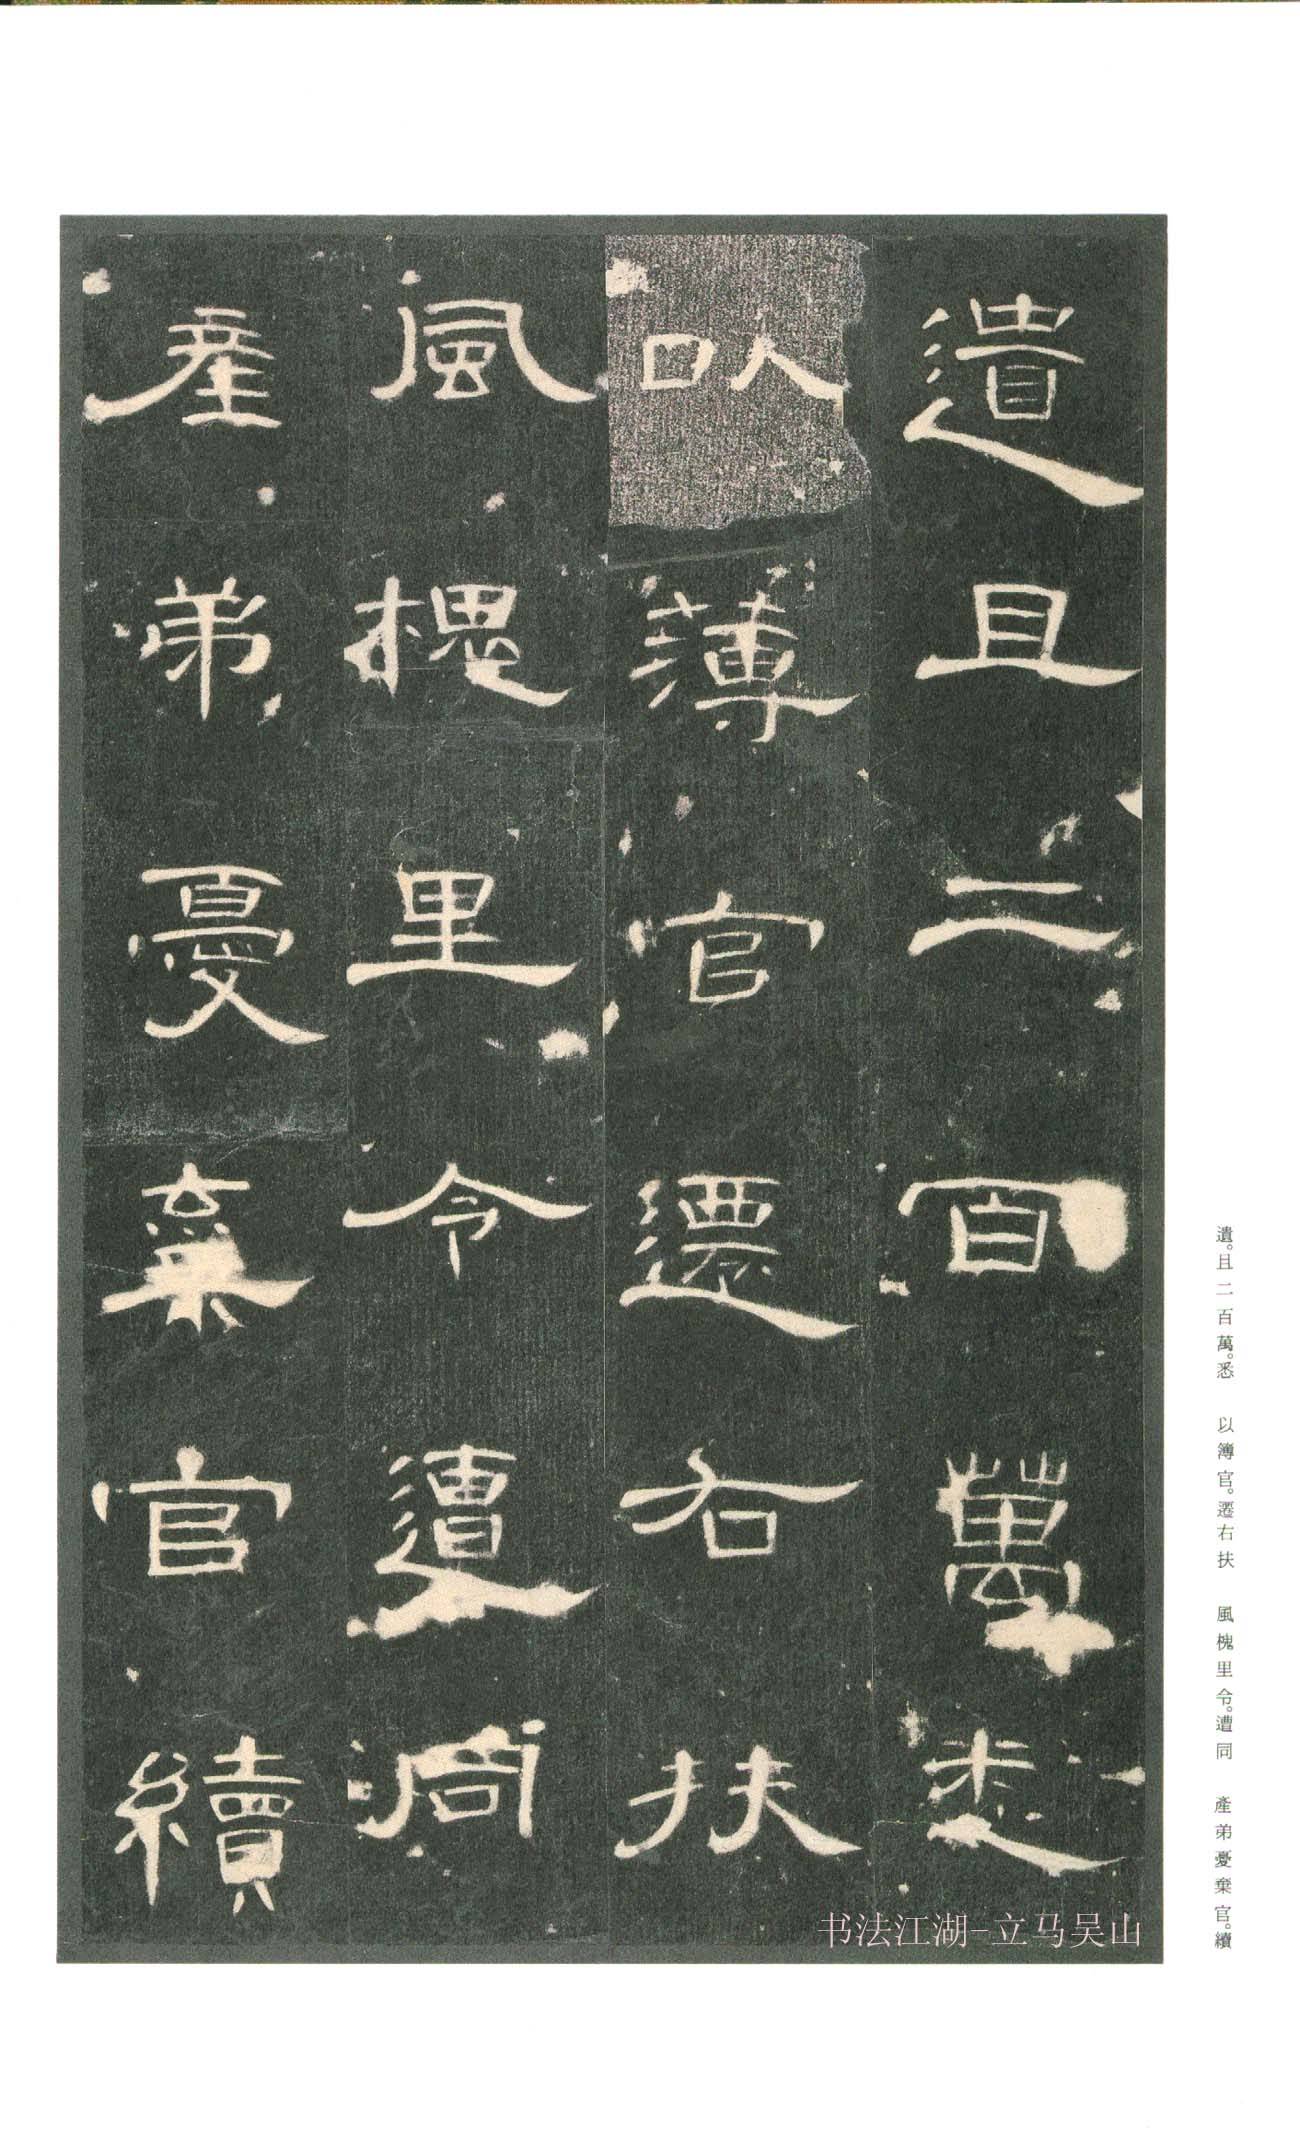 遺且二百萬悉
以薄官遷右扶
風槐里令遭同
產弟憂棄官續
遺。且二百萬。悉　以簿官。遷右扶　風槐里令。遭同　產弟憂棄官。續
书法江湖-立马吴山